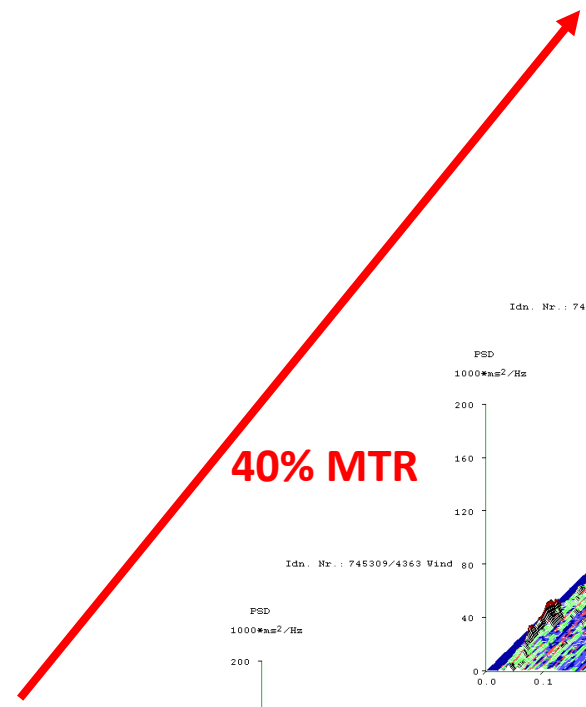 Idn. Nr.: 74
PSD
1000*ms²/Hz
200
160
40% MTR
120
Idn. Nr.: 745309/4363 Wind
80
PSD
1000*ms²/Hz
40
200
0
0.0 0.1